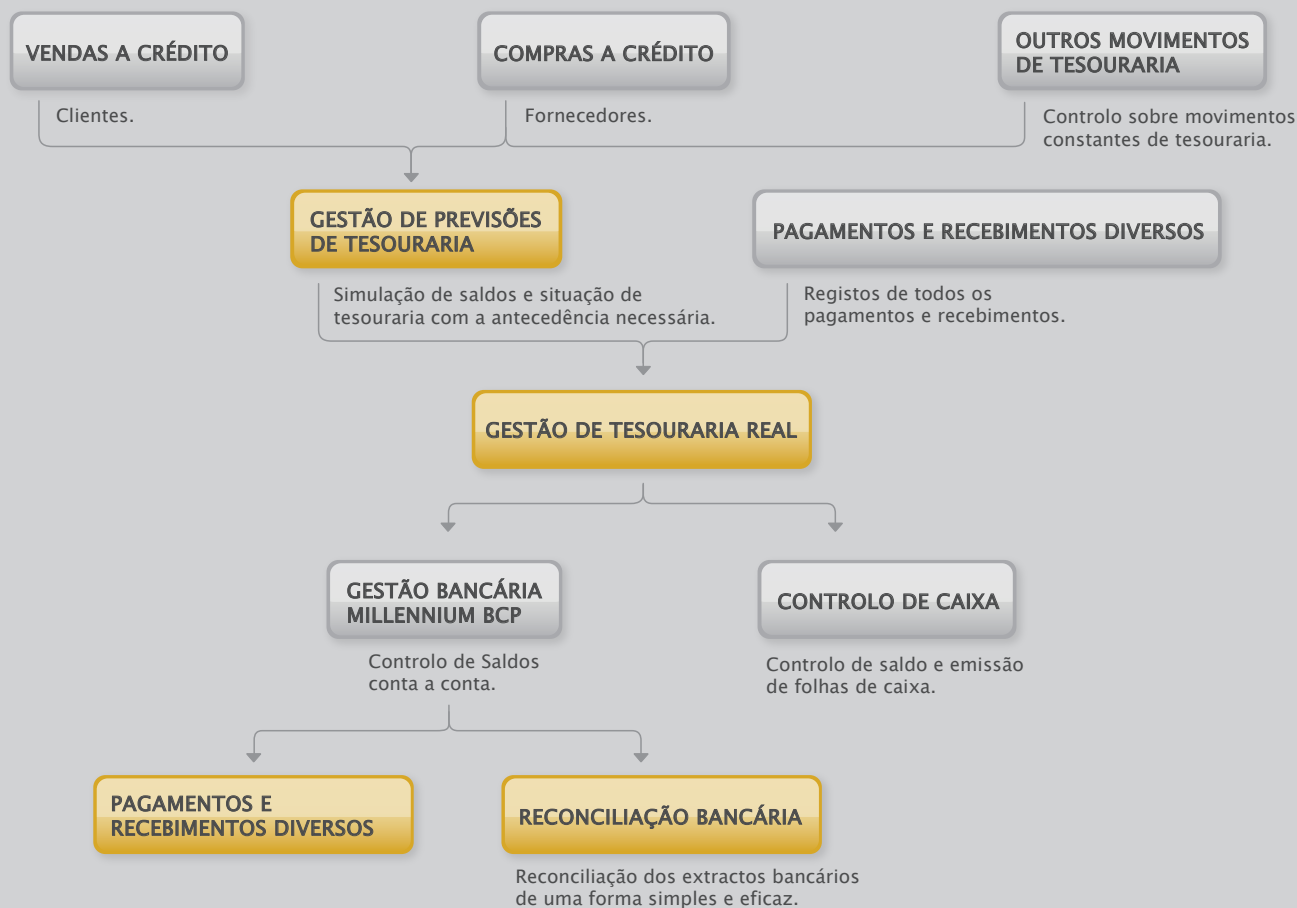 VENDAS A CRÉDITO
Clientes.
COMPRAS A CRÉDITO
Fornecedores.
OUTROS MOVIMENTOS
DE TESOURARIA
Controlo sobre movimentos
constantes de tesouraria.
GESTÃO DE PREVISÕES
DE TESOURARIA
Simulação de saldos e situação de
tesouraria com a antecedência necessária.
PAGAMENTOS E RECEBIMENTOS DIVERSOS
Registos de todos os
pagamentos e recebimentos.
GESTÃO DE TESOURARIA REAL
GESTÃO BANCÁRIA
MILLENNIUM BCP
Controlo de Saldos
conta a conta.
CONTROLO DE CAIXA
Controlo de saldo e emissão
de folhas de caixa.
PAGAMENTOS E
RECEBIMENTOS DIVERSOS
RECONCILIAÇÃO BANCÁRIA
Reconciliação dos extractos bancários
de uma forma simples e eficaz.